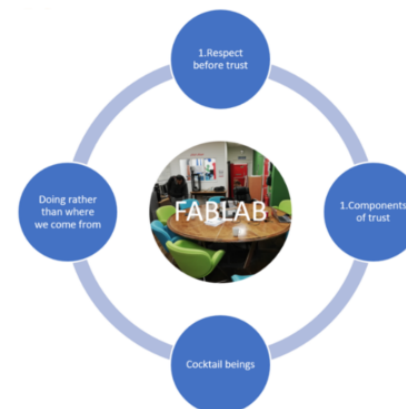 1.Respect
before trust
FABLAB
1.Components
of trust
Cocktail beings
Doing rather
than where
we come from